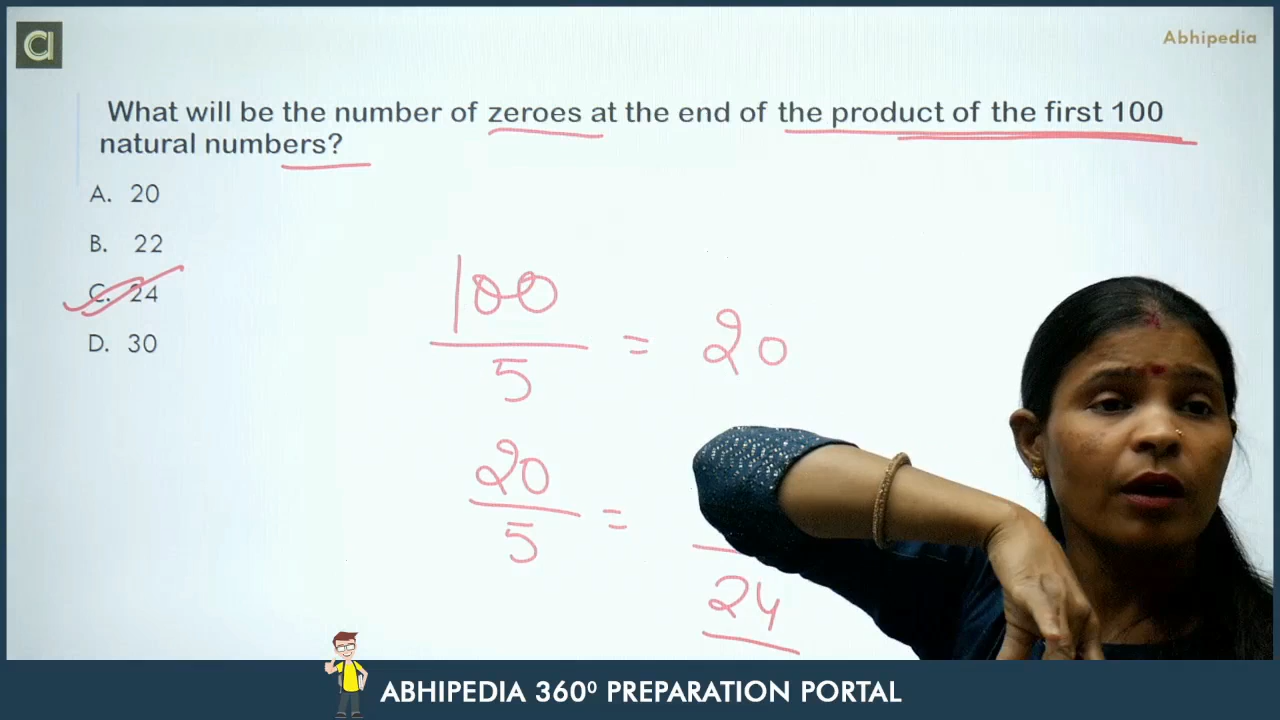 Abhipedia
What will be the number of zeroes at the end of the product of the first 100
natural numbers?
A. 20
B. 22
C. 24
D. 30
100
5
= 20
20
5
=
24
ABHIPEDIA 360⁰ PREPARATION PORTAL